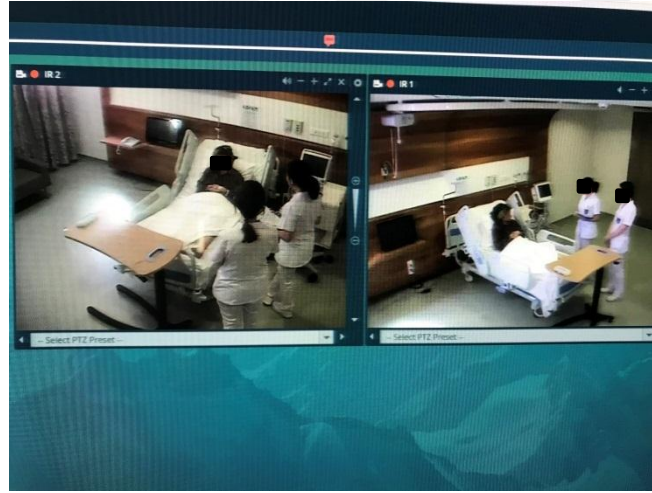 IR 2
IR 1
-- Select PTZ Preset --
-- Select PTZ Preset --